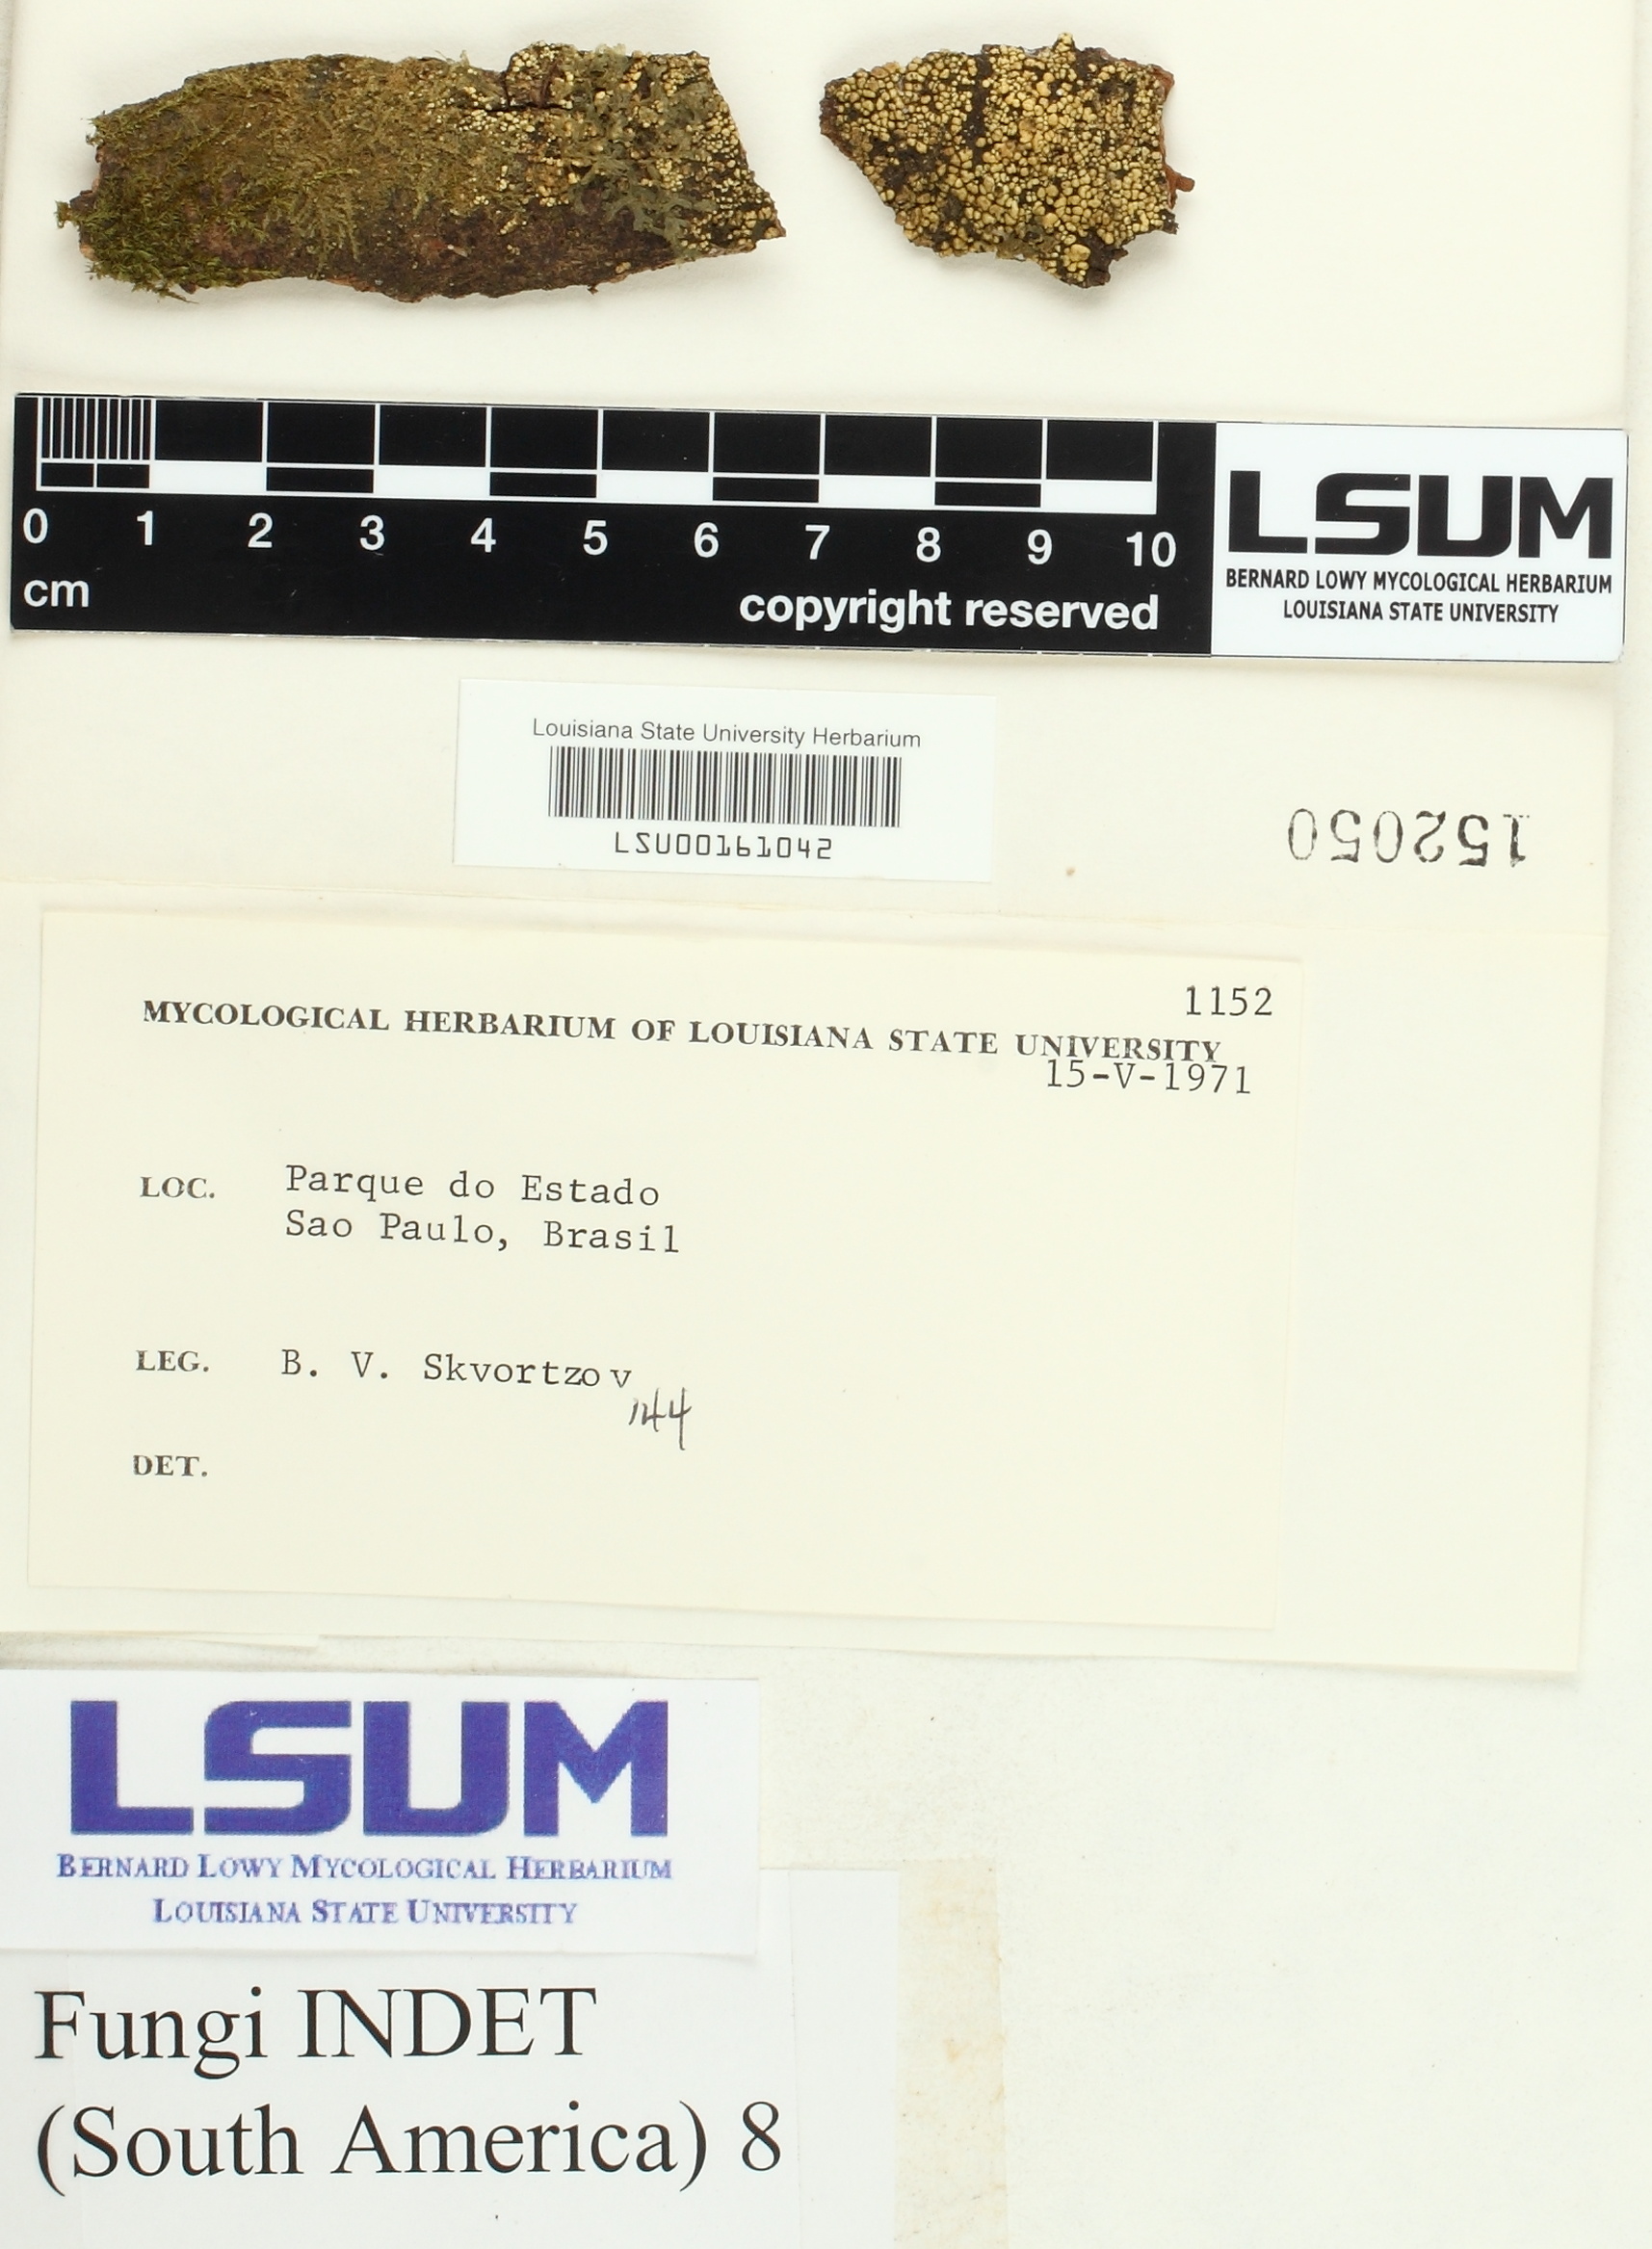 0 1 2 3 4 5 6 7 8 9 10
cm
copyright reserved
LSUM
BERNARD LOWY MYCOLOGICAL HERBARIUM
LOUISIANA STATE UNIVERSITY
Louisiana State University Herbarium
LSU00161042
152050
1152
MYCOLOGICAL HERBARIUM OF LOUISIANA STATE UNIVERSITY
15-V-1971
LOC. Parque do Estado
Sao Paulo, Brasil
LEG. B. V. Skvortzov
144
DET.
LSUM
BERNARD LOWY MYCOLOGICAL HERBARIUM
LOUISIANA STATE UNIVERSITY
Fungi INDET
(South America) 8